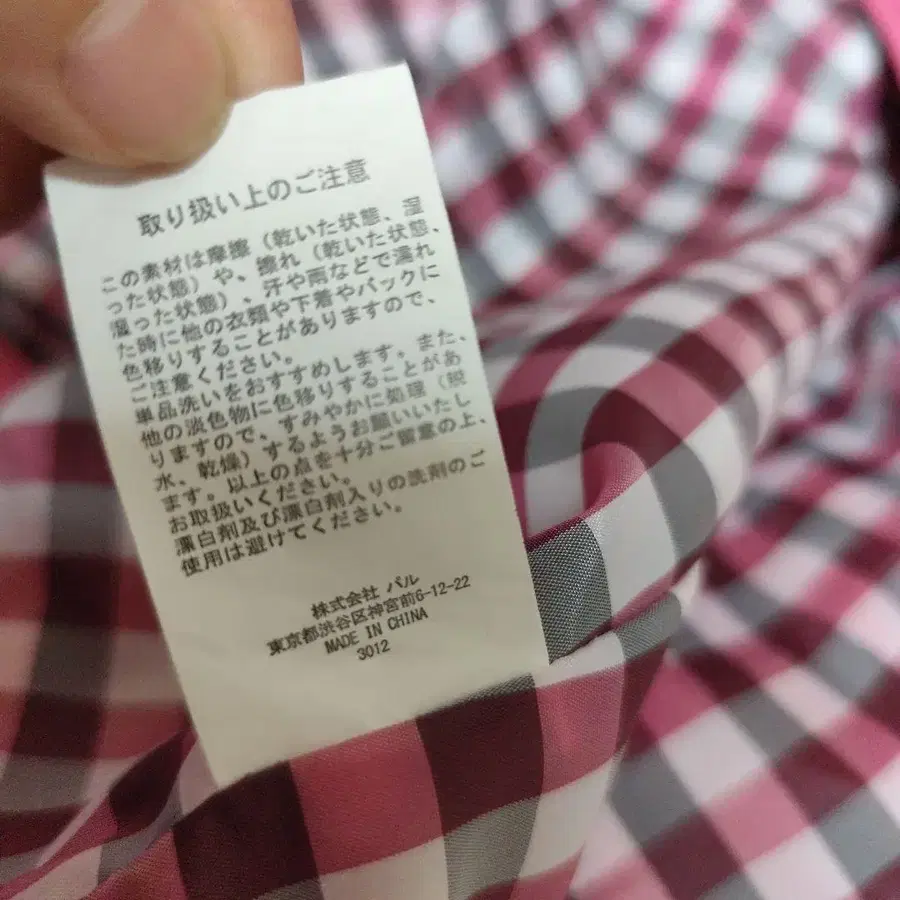 取り扱い上のご注意
この素材は摩擦（乾いた状態、湿
った状態）や、擦れ（乾いた状態、
湿った状態）、汗や雨などで濡れ
た時に他の衣類や下着やバックに
色移りすることがありますので、
ご注意ください。
単品洗いをおすすめします。また、
他の淡色物に色移りすることがあ
りますので、すみやかに処理（脱
水、乾燥）するようお願いいたし
ます。以上の点を十分ご留意の上、
お取扱いください。
漂白剤及び漂白剤入りの洗剤のご
使用は避けてください。
株式会社 パル
東京都渋谷区神宮前6-12-22
MADE IN CHINA
3012